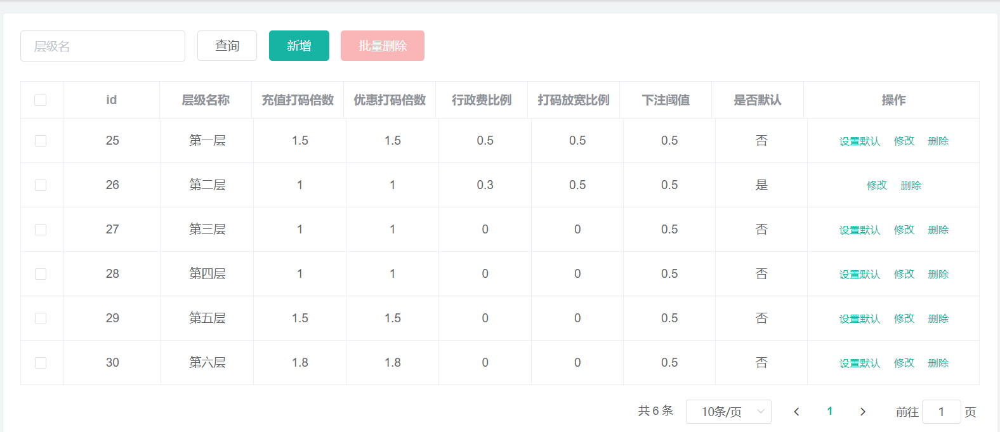 层级名 查询 新增 批量删除
id 层级名称 充值打码倍数 优惠打码倍数 行政费比例 打码放宽比例 下注阈值 是否默认 操作
25 第一层 1.5 1.5 0.5 0.5 0.5 否 设置默认 修改 删除
26 第二层 1 1 0.3 0.5 0.5 是 修改 删除
27 第三层 1 1 0 0 0.5 否 设置默认 修改 删除
28 第四层 1 1 0 0 0.5 否 设置默认 修改 删除
29 第五层 1.5 1.5 0 0 0.5 否 设置默认 修改 删除
30 第六层 1.8 1.8 0 0 0.5 否 设置默认 修改 删除
共 6 条 10条/页 1 前往 1 页